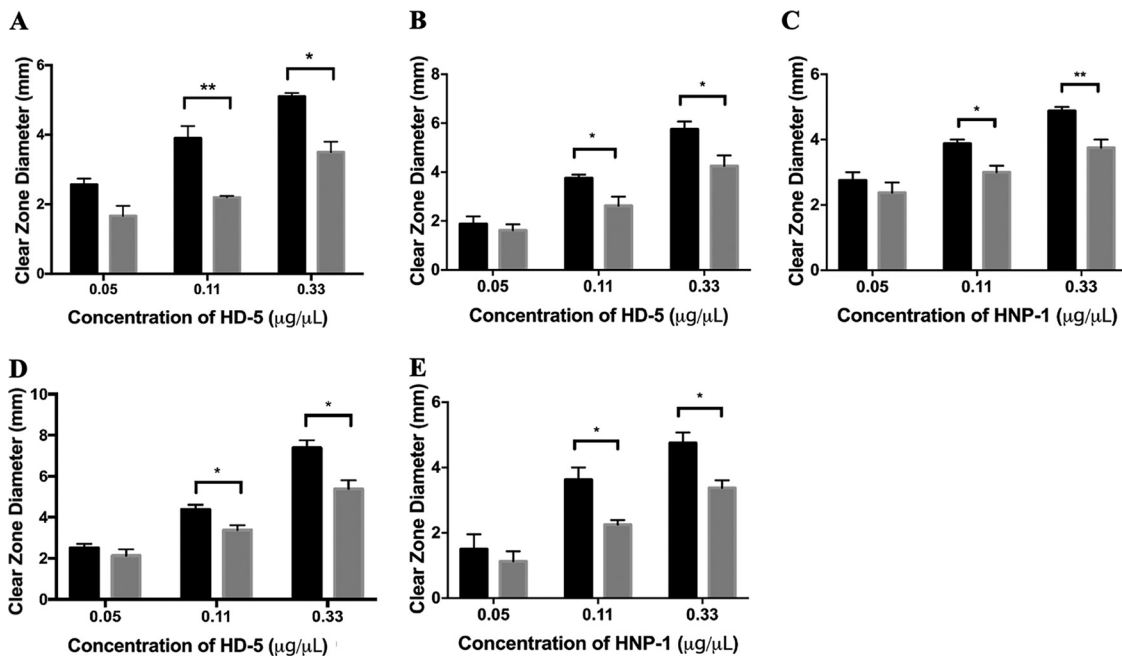 A
Clear Zone Diameter (mm)
6
4
2
0
**
*
0.05 0.11 0.33
Concentration of HD-5 (μg/μL)
B
Clear Zone Diameter (mm)
8
6
4
2
0
*
*
0.05 0.11 0.33
Concentration of HD-5 (μg/μL)
C
Clear Zone Diameter (mm)
6
4
2
0
*
**
0.05 0.11 0.33
Concentration of HNP-1 (μg/μL)
D
Clear Zone Diameter (mm)
10
8
6
4
2
0
*
*
0.05 0.11 0.33
Concentration of HD-5 (μg/μL)
E
Clear Zone Diameter (mm)
6
4
2
0
*
*
0.05 0.11 0.33
Concentration of HNP-1 (μg/μL)